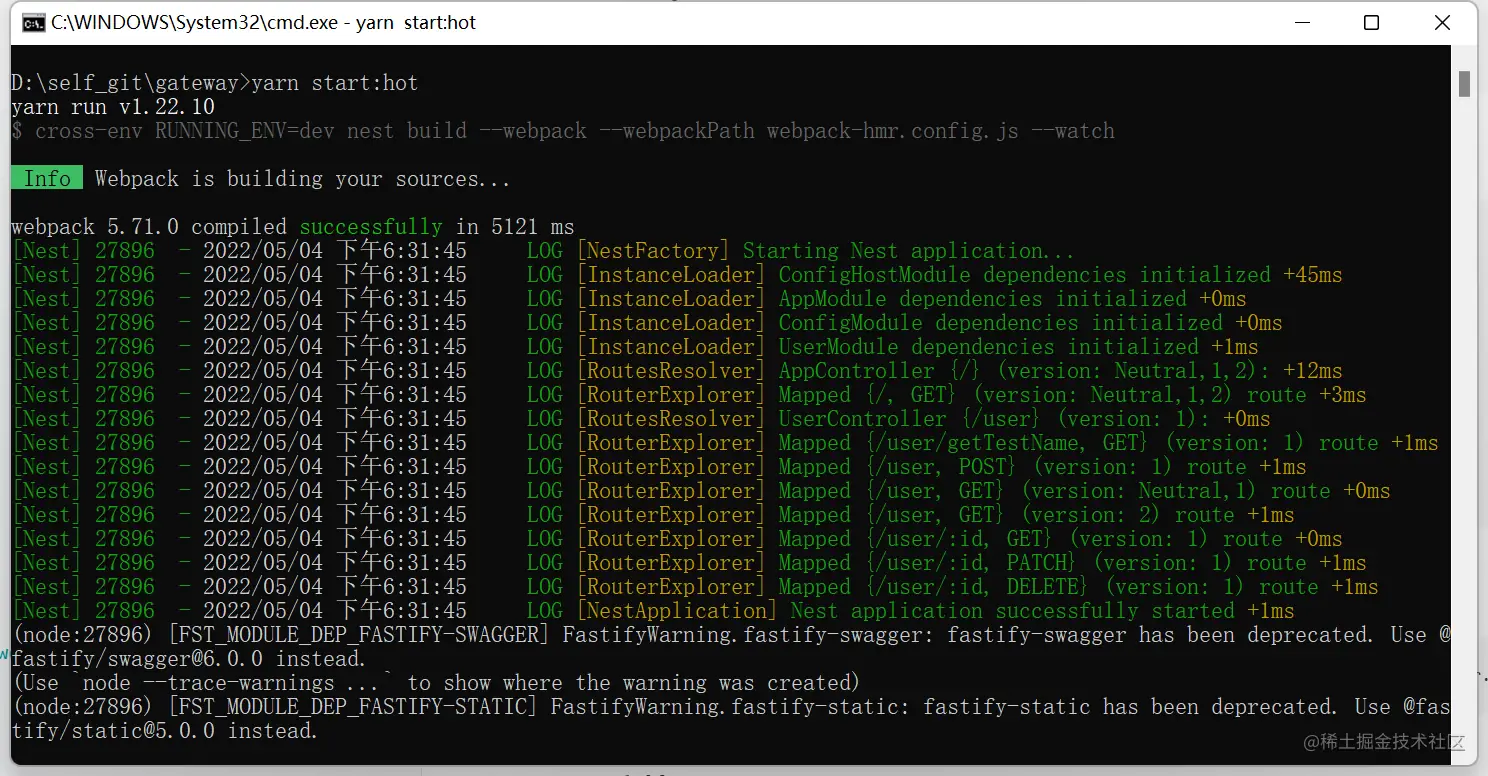 C:\WINDOWS\System32\cmd.exe - yarn  start:hot
D:\self_git\gateway>yarn start:hot
yarn run v1.22.10
$ cross-env RUNNING_ENV=dev nest build --webpack --webpackPath webpack-hmr.config.js --watch
Info  Webpack is building your sources...
webpack 5.71.0 compiled successfully in 5121 ms
[Nest] 27896  - 2022/05/04 下午6:31:45     LOG [NestFactory] Starting Nest application...
[Nest] 27896  - 2022/05/04 下午6:31:45     LOG [InstanceLoader] ConfigHostModule dependencies initialized +45ms
[Nest] 27896  - 2022/05/04 下午6:31:45     LOG [InstanceLoader] AppModule dependencies initialized +0ms
[Nest] 27896  - 2022/05/04 下午6:31:45     LOG [InstanceLoader] ConfigModule dependencies initialized +0ms
[Nest] 27896  - 2022/05/04 下午6:31:45     LOG [InstanceLoader] UserModule dependencies initialized +1ms
[Nest] 27896  - 2022/05/04 下午6:31:45     LOG [RoutesResolver] AppController {/} (version: Neutral,1,2): +12ms
[Nest] 27896  - 2022/05/04 下午6:31:45     LOG [RouterExplorer] Mapped {/, GET} (version: Neutral,1,2) route +3ms
[Nest] 27896  - 2022/05/04 下午6:31:45     LOG [RoutesResolver] UserController {/user} (version: 1): +0ms
[Nest] 27896  - 2022/05/04 下午6:31:45     LOG [RouterExplorer] Mapped {/user/getTestName, GET} (version: 1) route +1ms
[Nest] 27896  - 2022/05/04 下午6:31:45     LOG [RouterExplorer] Mapped {/user, POST} (version: 1) route +1ms
[Nest] 27896  - 2022/05/04 下午6:31:45     LOG [RouterExplorer] Mapped {/user, GET} (version: Neutral,1) route +0ms
[Nest] 27896  - 2022/05/04 下午6:31:45     LOG [RouterExplorer] Mapped {/user, GET} (version: 2) route +1ms
[Nest] 27896  - 2022/05/04 下午6:31:45     LOG [RouterExplorer] Mapped {/user/:id, GET} (version: 1) route +0ms
[Nest] 27896  - 2022/05/04 下午6:31:45     LOG [RouterExplorer] Mapped {/user/:id, PATCH} (version: 1) route +1ms
[Nest] 27896  - 2022/05/04 下午6:31:45     LOG [RouterExplorer] Mapped {/user/:id, DELETE} (version: 1) route +1ms
[Nest] 27896  - 2022/05/04 下午6:31:45     LOG [NestApplication] Nest application successfully started +1ms
(node:27896) [FST_MODULE_DEP_FASTIFY-SWAGGER] FastifyWarning.fastify-swagger: fastify-swagger has been deprecated. Use @
fastify/swagger@6.0.0 instead.
(Use `node --trace-warnings ...` to show where the warning was created)
(node:27896) [FST_MODULE_DEP_FASTIFY-STATIC] FastifyWarning.fastify-static: fastify-static has been deprecated. Use @fas
tify/static@5.0.0 instead.
@稀土掘金技术社区